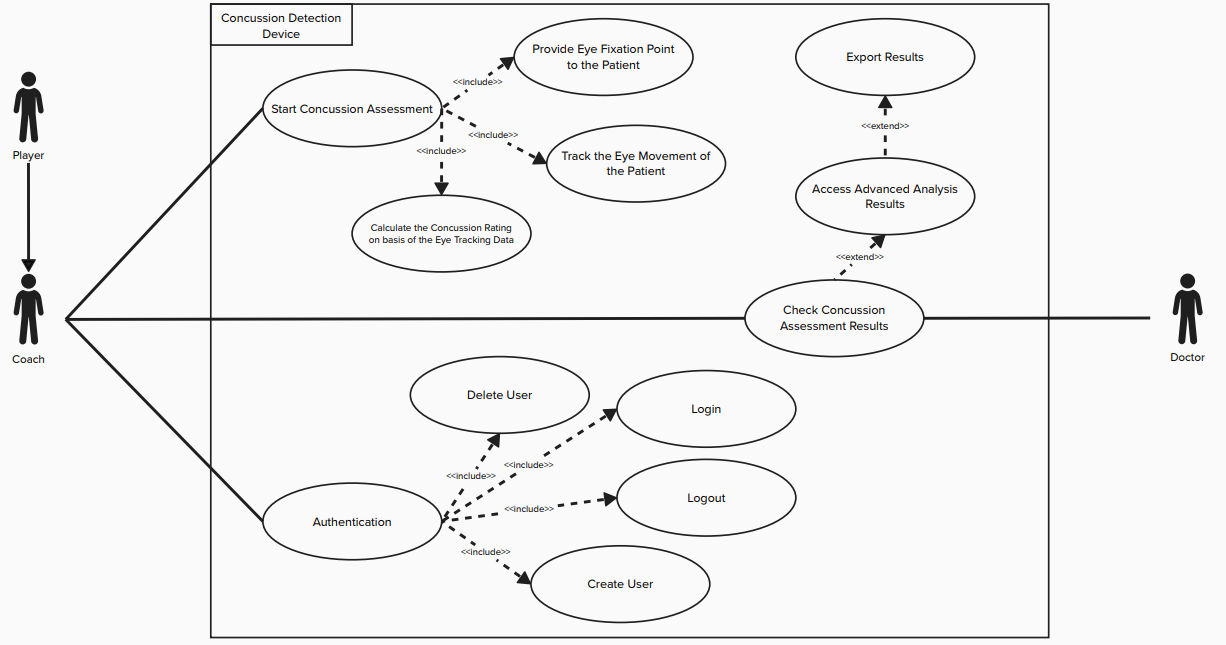 Concussion Detection
Device
Provide Eye Fixation Point
to the Patient
Export Results
<<include>>
Start Concussion Assessment
<<extend>>
<<include>>
<<include>>
Player
Track the Eye Movement of
the Patient
Access Advanced Analysis
Results
Calculate the Concussion Rating
on basis of the Eye Tracking Data
<<extend>>
Check Concussion
Assessment Results
Coach
Doctor
Delete User
Login
<<include>>
<<include>>
Logout
<<include>>
Authentication
<<include>>
Create User